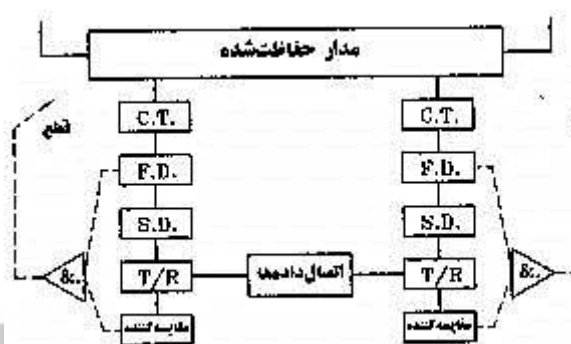 مدار حفاظت‌شده
قطع
C.T.
C.T.
F.D.
F.D.
S.D.
S.D.
&.
T/R
اتصال داده‌ها
T/R
&.
مقایسه‌کننده
مقایسه‌کننده